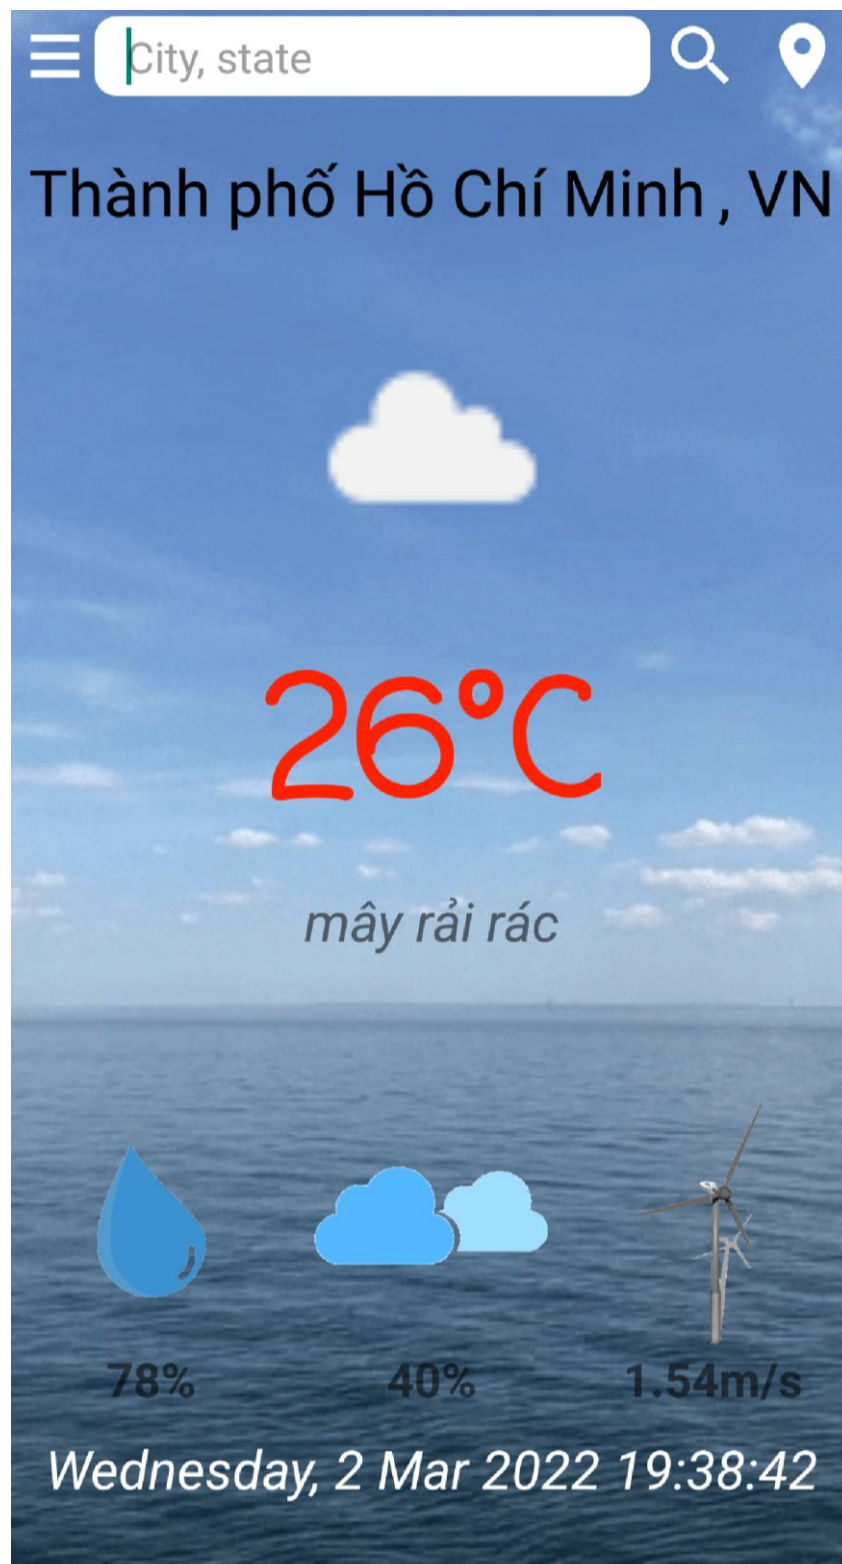 City, state
Thành phố Hồ Chí Minh , VN
26°C
mây rải rác
78% 40% 1.54m/s
Wednesday, 2 Mar 2022 19:38:42